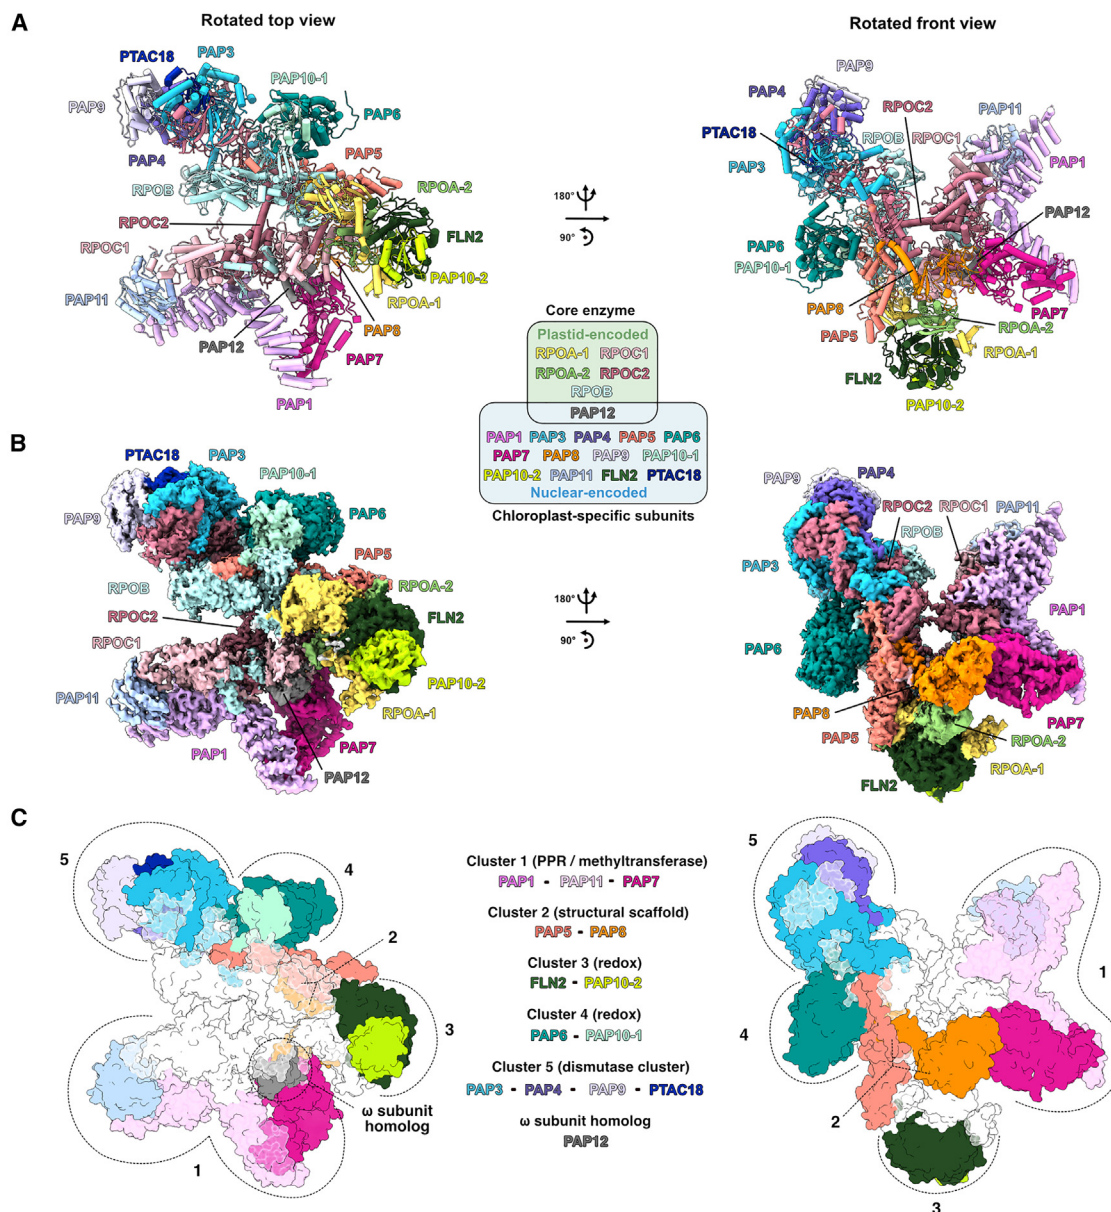 A
Rotated top view
Rotated front view
PTAC18
PAP3
PAP10-1
PAP9
PAP6
PAP4
PAP5
RPOB
RPOA-2
RPOC2
FLN2
RPOC1
PAP10-2
PAP11
RPOA-1
PAP8
PAP12
PAP7
PAP1
180°
90°
PAP9
PAP4
RPOC2
PAP11
PTAC18
RPOB
RPOC1
PAP3
PAP1
PAP12
PAP6
PAP10-1
PAP8
PAP7
PAP5
RPOA-2
RPOA-1
FLN2
PAP10-2
Core enzyme
Plastid-encoded
RPOA-1 RPOC1
RPOA-2 RPOC2
RPOB
PAP12
PAP1 PAP3 PAP4 PAP5 PAP6
PAP7 PAP8 PAP9 PAP10-1
PAP10-2 PAP11 FLN2 PTAC18
Nuclear-encoded
Chloroplast-specific subunits
B
PTAC18
PAP3
PAP10-1
PAP9
PAP6
PAP5
RPOB
RPOA-2
RPOC2
FLN2
RPOC1
PAP11
PAP10-2
RPOA-1
PAP1
PAP7
PAP12
180°
90°
PAP9
PAP4
RPOC2
RPOC1
PAP11
RPOB
PAP3
PAP1
PAP6
PAP8
PAP7
PAP5
RPOA-2
RPOA-1
FLN2
C
5
4
2
3
ω subunit
homolog
1
Cluster 1 (PPR / methyltransferase)
PAP1 - PAP11 - PAP7
Cluster 2 (structural scaffold)
PAP5 - PAP8
Cluster 3 (redox)
FLN2 - PAP10-2
Cluster 4 (redox)
PAP6 - PAP10-1
Cluster 5 (dismutase cluster)
PAP3 - PAP4 - PAP9 - PTAC18
ω subunit homolog
PAP12
5
1
4
2
3